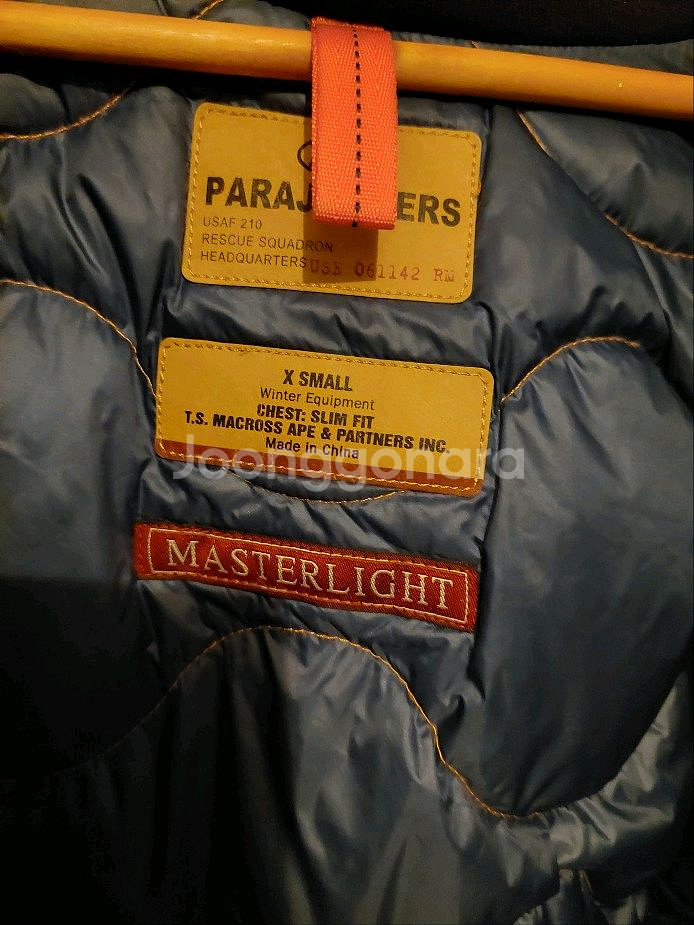 PARAJ ERS
USAF 210
RESCUE SQUADRON
HEADQUARTERS USE 061142 RM
X SMALL
Winter Equipment
CHEST: SLIM FIT
T.S. MACROSS APE & PARTNERS INC.
Made in China
Joonggonara
MASTERLIGHT